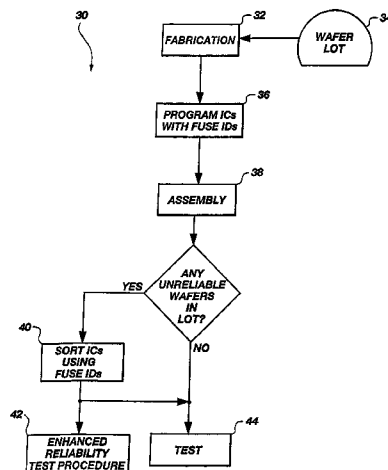 30
32
FABRICATION
WAFER
LOT
36
PROGRAM ICs
WITH FUSE IDs
38
ASSEMBLY
ANY
UNRELIABLE
WAFERS
IN
LOT?
YES
NO
40
SORT ICs
USING
FUSE IDs
42
ENHANCED
RELIABILITY
TEST PROCEDURE
44
TEST